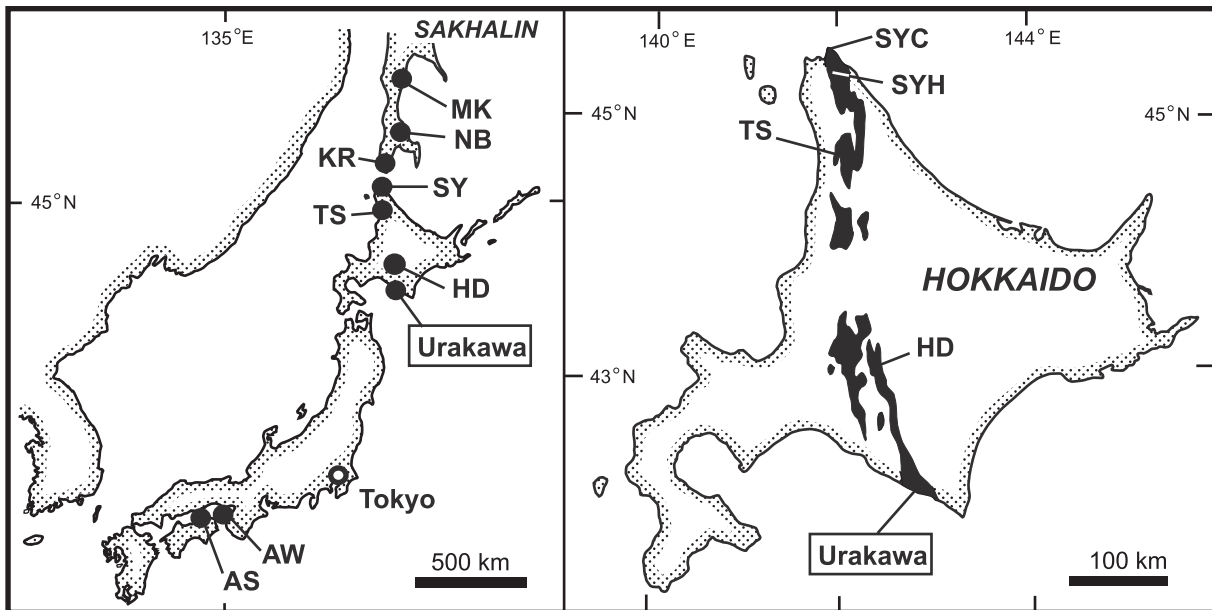 135°E
SAKHALIN
MK
NB
KR
SY
45°N
TS
HD
Urakawa
Tokyo
AW
AS
500 km
140°E
144°E
SYC
SYH
45°N
45°N
TS
HOKKAIDO
HD
43°N
Urakawa
100 km